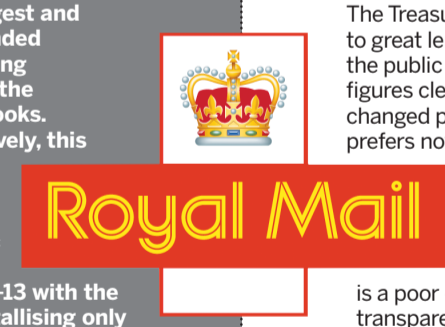 gest and
nded
ng
the
ooks.
vely, this
-13 with the
tallising only
Royal Mail
The Treasu
to great le
the public
figures cle
changed p
prefers no
is a poor
transpare